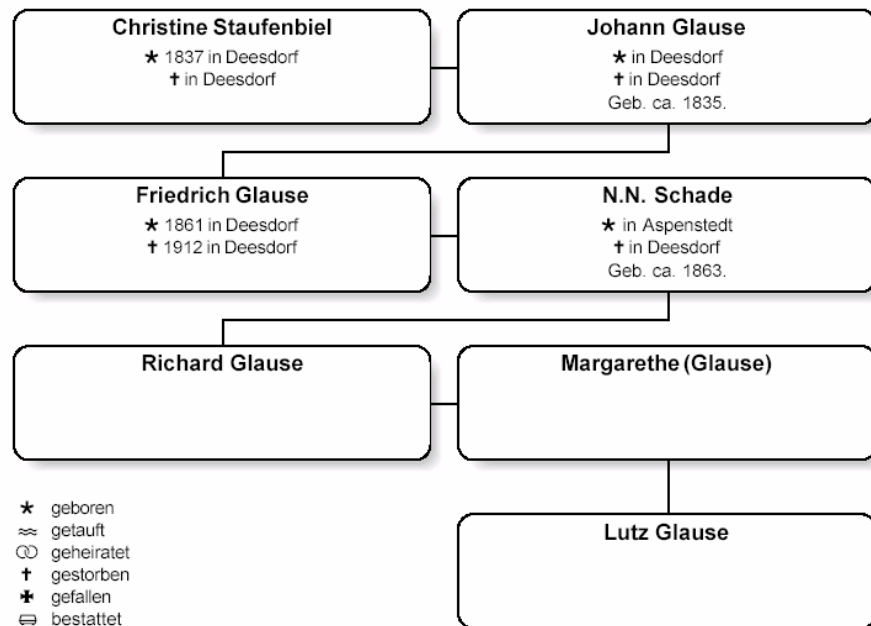 Christine Staufenbiel
* 1837 in Deesdorf
† in Deesdorf
Johann Glause
* in Deesdorf
† in Deesdorf
Geb. ca. 1835.
Friedrich Glause
* 1861 in Deesdorf
† 1912 in Deesdorf
N.N. Schade
* in Aspenstedt
† in Deesdorf
Geb. ca. 1863.
Richard Glause
Margarethe (Glause)
Lutz Glause
* geboren
≈ getauft
⚭ geheiratet
† gestorben
✠ gefallen
⚰ bestattet